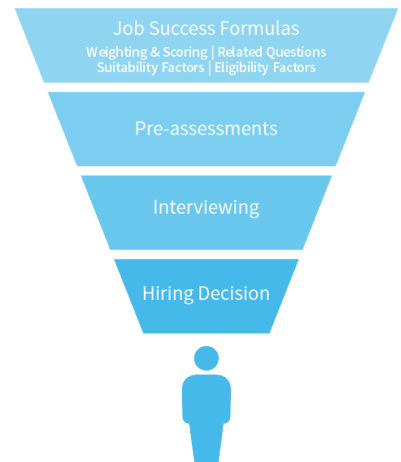 Job Success Formulas
Weighting & Scoring | Related Questions
Suitability Factors | Eligibility Factors
Pre-assessments
Interviewing
Hiring Decision